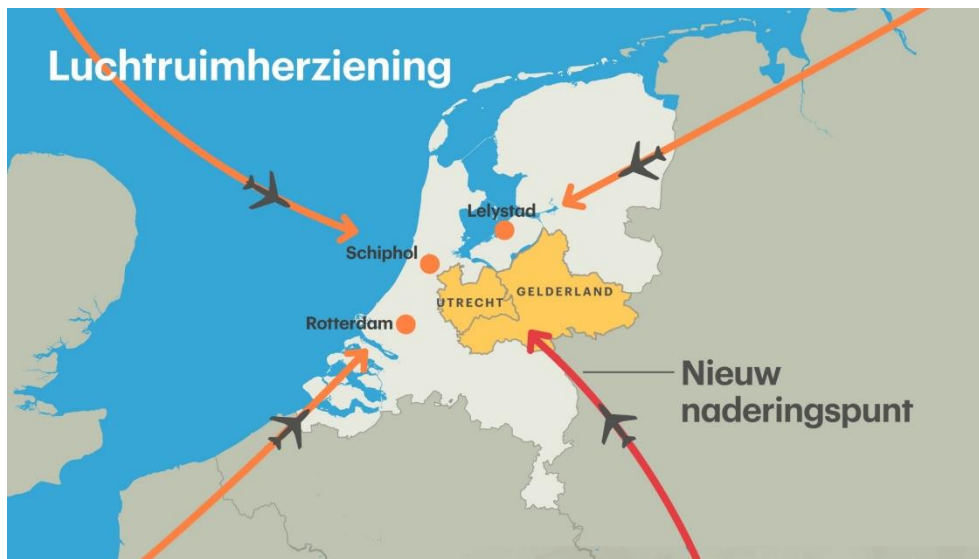 Luchtruimherziening
Lelystad
Schiphol
UTRECHT
GELDERLAND
Rotterdam
Nieuw
naderingspunt